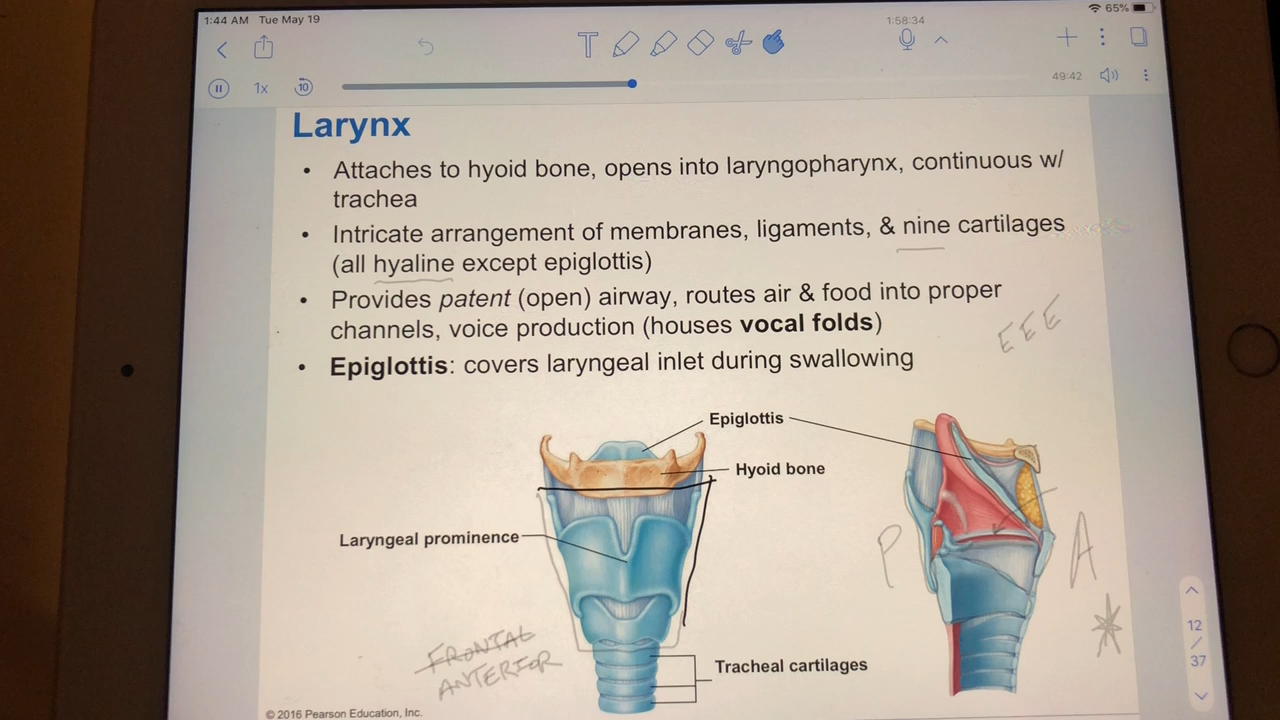 1:44 AM Tue May 19
65%
1:58:34
1x
10
49:42
Larynx
• Attaches to hyoid bone, opens into laryngopharynx, continuous w/
trachea
• Intricate arrangement of membranes, ligaments, & nine cartilages
(all hyaline except epiglottis)
• Provides patent (open) airway, routes air & food into proper
channels, voice production (houses vocal folds)
EEE
• Epiglottis: covers laryngeal inlet during swallowing
Epiglottis
Hyoid bone
Laryngeal prominence
P
A
FRONTAL
ANTERIOR
Tracheal cartilages
12
/
37
© 2016 Pearson Education, Inc.